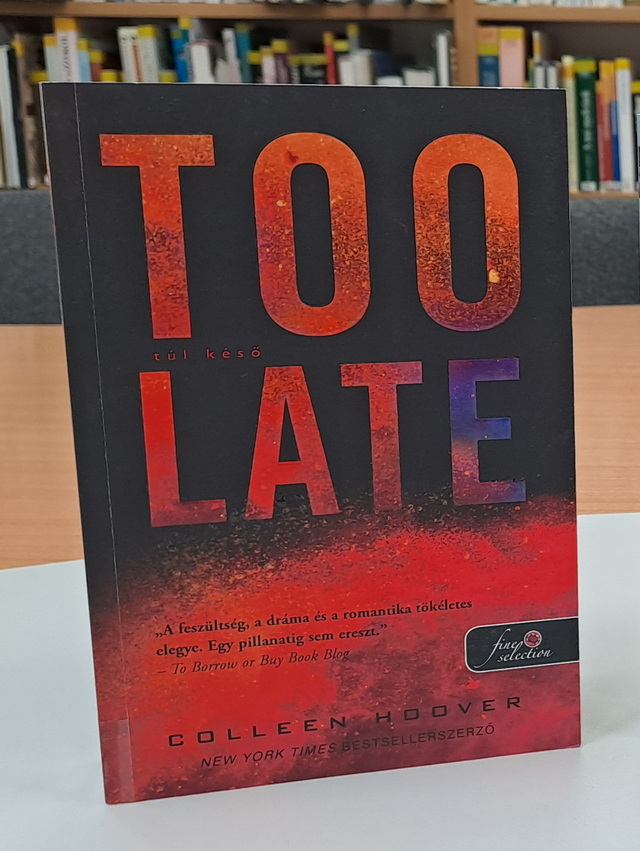 TOO
túl késő
LATE
„A feszültség, a dráma és a romantika tökéletes
elegye. Egy pillanatig sem ereszt.”
– To Borrow or Buy Book Blog
fine
selection
COLLEEN HOOVER
NEW YORK TIMES BESTSELLERSZERZŐ